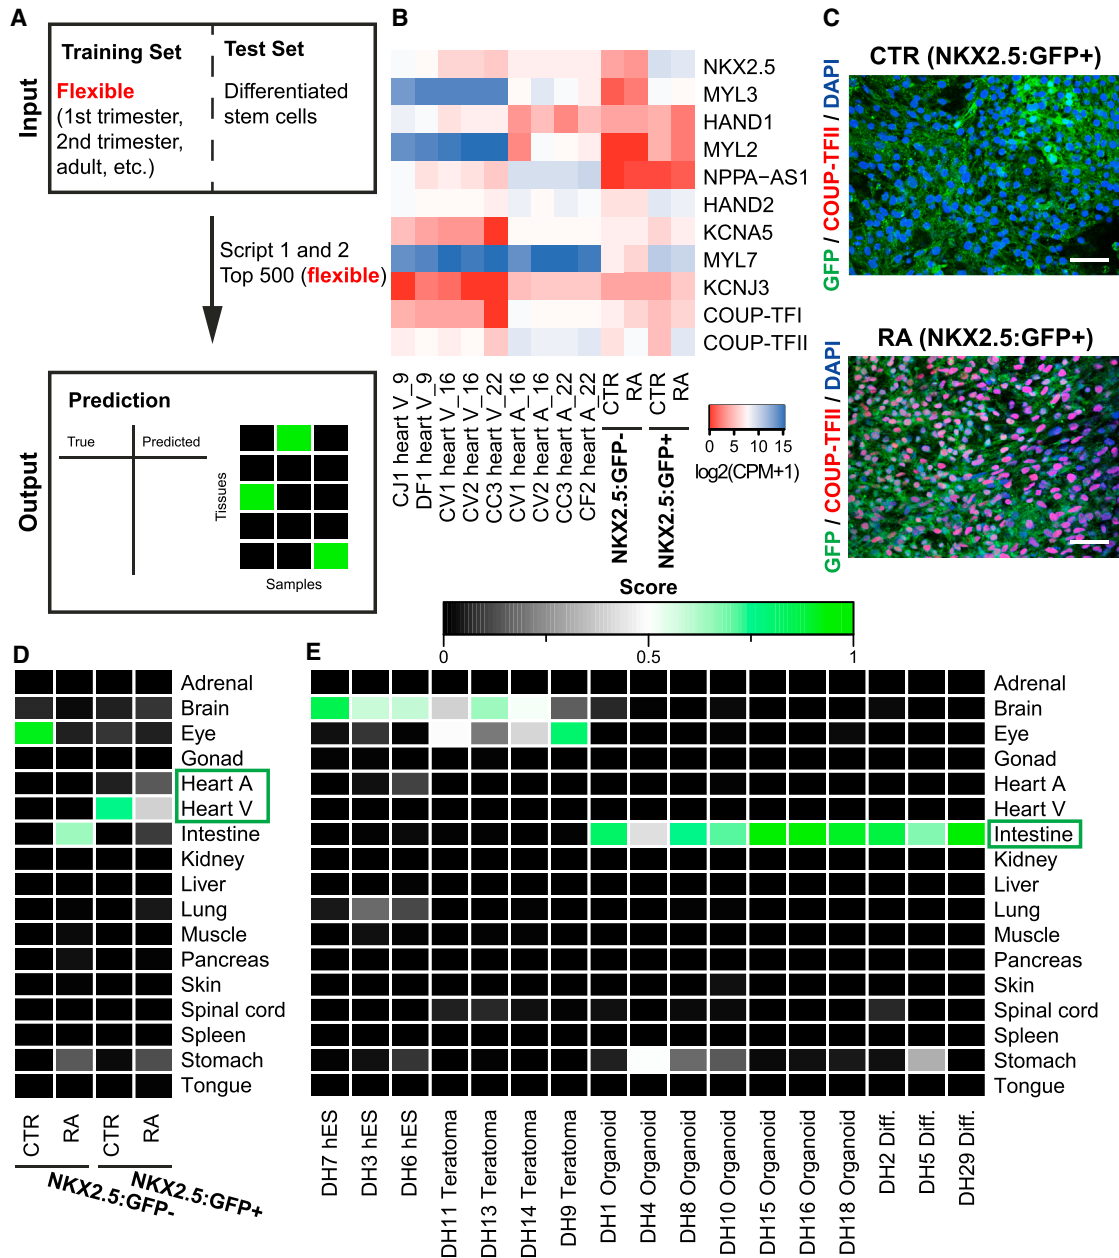 A
Input
Training Set
Flexible
(1st trimester,
2nd trimester,
adult, etc.)
Test Set
Differentiated
stem cells
Script 1 and 2
Top 500 (flexible)
Output
Prediction
True
Predicted
Tissues
Samples
B
NKX2.5
MYL3
HAND1
MYL2
NPPA−AS1
HAND2
KCNA5
MYL7
KCNJ3
COUP-TFI
COUP-TFII
CJ1 heart V_9
DF1 heart V_9
CV1 heart V_16
CV2 heart V_16
CC3 heart V_22
CV1 heart A_16
CV2 heart A_16
CC3 heart A_22
CF2 heart A_22
CTR
RA
CTR
RA
NKX2.5:GFP-
NKX2.5:GFP+
0 5 10 15
log2(CPM+1)
C
CTR (NKX2.5:GFP+)
GFP / COUP-TFII / DAPI
RA (NKX2.5:GFP+)
GFP / COUP-TFII / DAPI
Score
0 0.5 1
D
Adrenal
Brain
Eye
Gonad
Heart A
Heart V
Intestine
Kidney
Liver
Lung
Muscle
Pancreas
Skin
Spinal cord
Spleen
Stomach
Tongue
CTR
RA
CTR
RA
NKX2.5:GFP-
NKX2.5:GFP+
E
Adrenal
Brain
Eye
Gonad
Heart A
Heart V
Intestine
Kidney
Liver
Lung
Muscle
Pancreas
Skin
Spinal cord
Spleen
Stomach
Tongue
DH7 hES
DH3 hES
DH6 hES
DH11 Teratoma
DH13 Teratoma
DH14 Teratoma
DH9 Teratoma
DH1 Organoid
DH4 Organoid
DH8 Organoid
DH10 Organoid
DH15 Organoid
DH16 Organoid
DH18 Organoid
DH2 Diff.
DH5 Diff.
DH29 Diff.